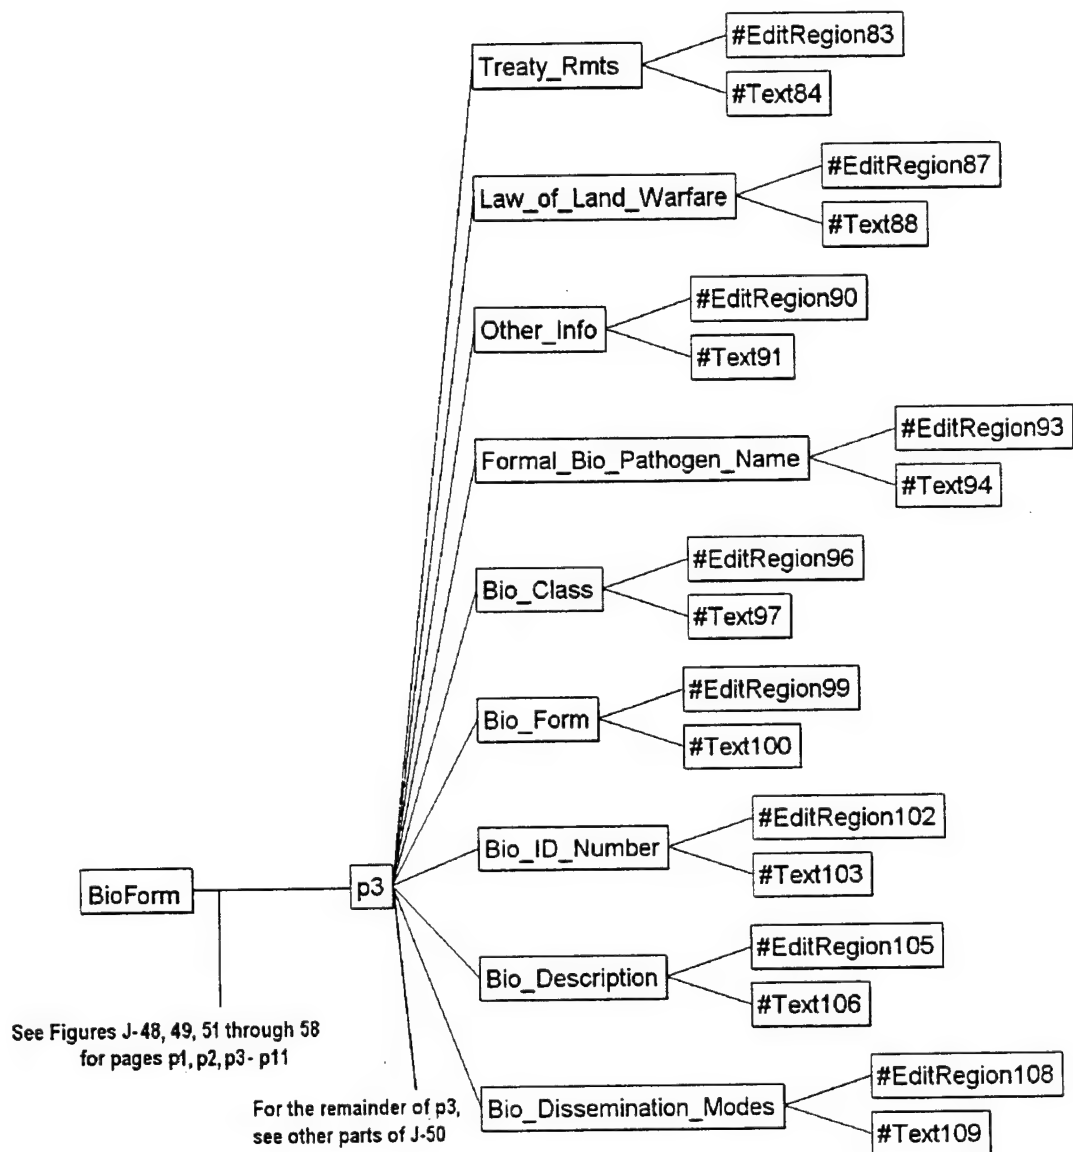 #EditRegion83
Treaty_Rmts
#Text84
#EditRegion87
Law_of_Land_Warfare
#Text88
#EditRegion90
Other_Info
#Text91
#EditRegion93
Formal_Bio_Pathogen_Name
#Text94
#EditRegion96
Bio_Class
#Text97
#EditRegion99
Bio_Form
#Text100
#EditRegion102
Bio_ID_Number
#Text103
BioForm
p3
#EditRegion105
Bio_Description
#Text106
See Figures J-48, 49, 51 through 58
for pages p1, p2, p3- p11
#EditRegion108
Bio_Dissemination_Modes
#Text109
For the remainder of p3,
see other parts of J-50